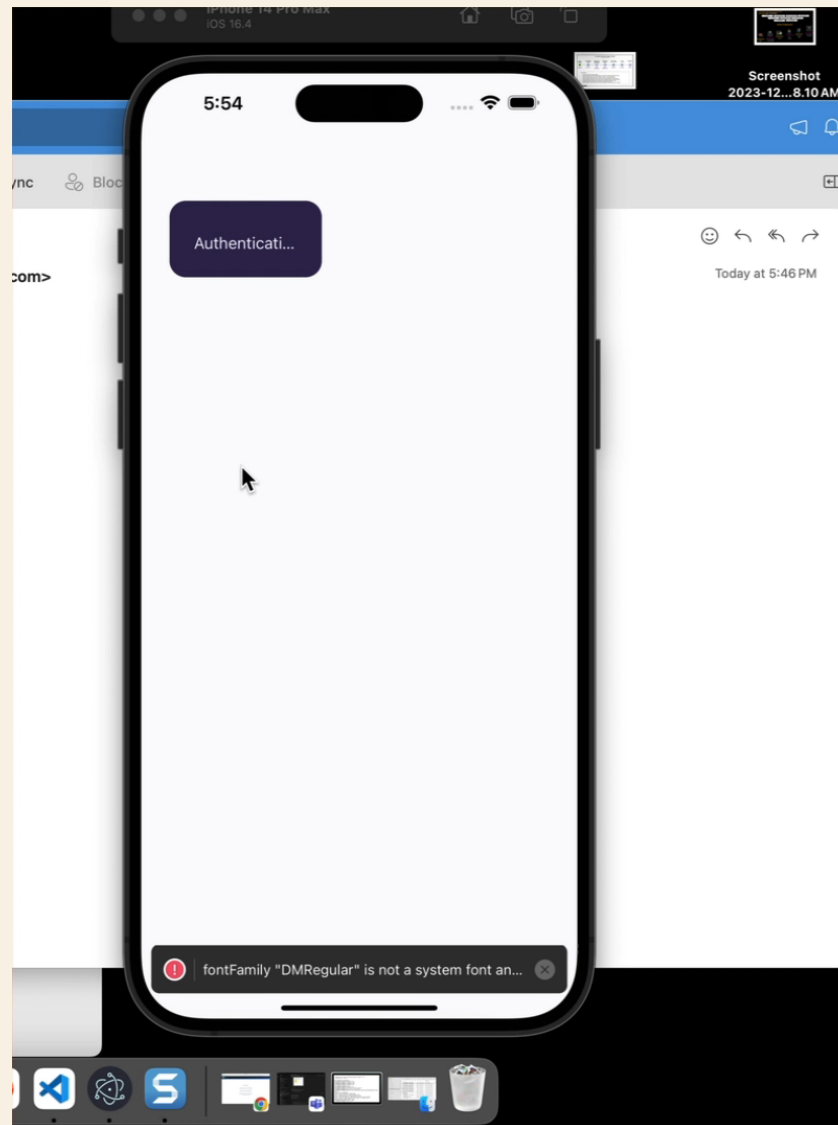 iPhone 14 Pro Max
iOS 16.4
Screenshot
2023-12...8.10 AM
5:54
ync
Bloc
Authenticati...
com>
Today at 5:46 PM
fontFamily "DMRegular" is not a system font an...